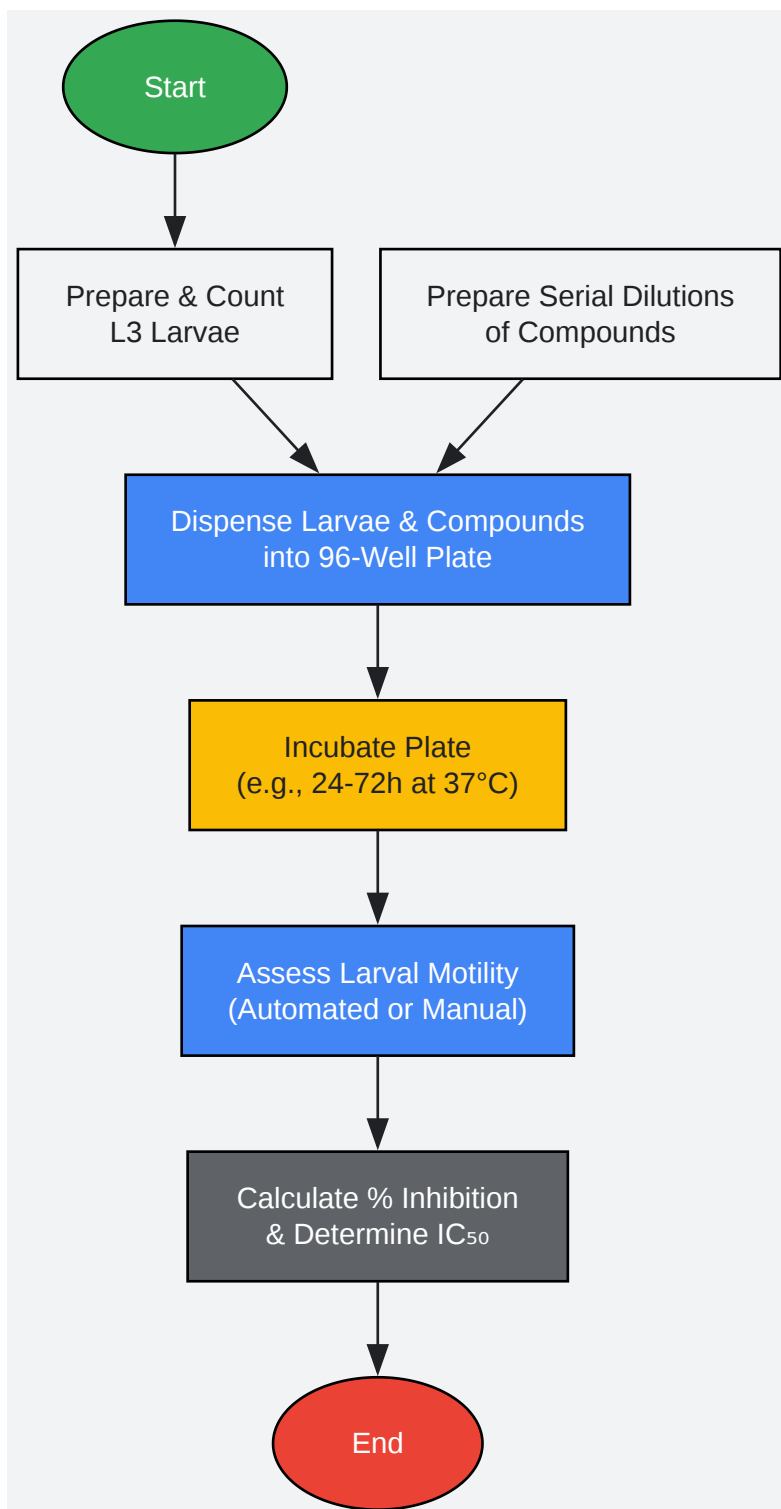 Start
Prepare & Count
L3 Larvae
Prepare Serial Dilutions
of Compounds
Dispense Larvae & Compounds
into 96-Well Plate
Incubate Plate
(e.g., 24-72h at 37°C)
Assess Larval Motility
(Automated or Manual)
Calculate % Inhibition
& Determine IC₅₀
End